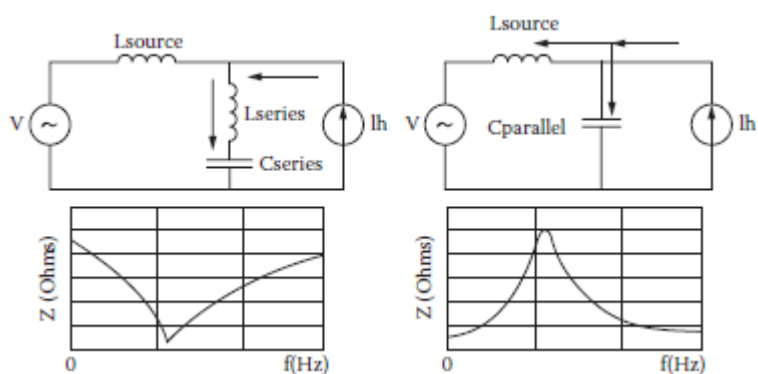 Lsource
V
~
Lseries
Cseries
Ih
Lsource
V
~
Cparallel
Ih
Z (Ohms)
0
f(Hz)
Z (Ohms)
0
f(Hz)